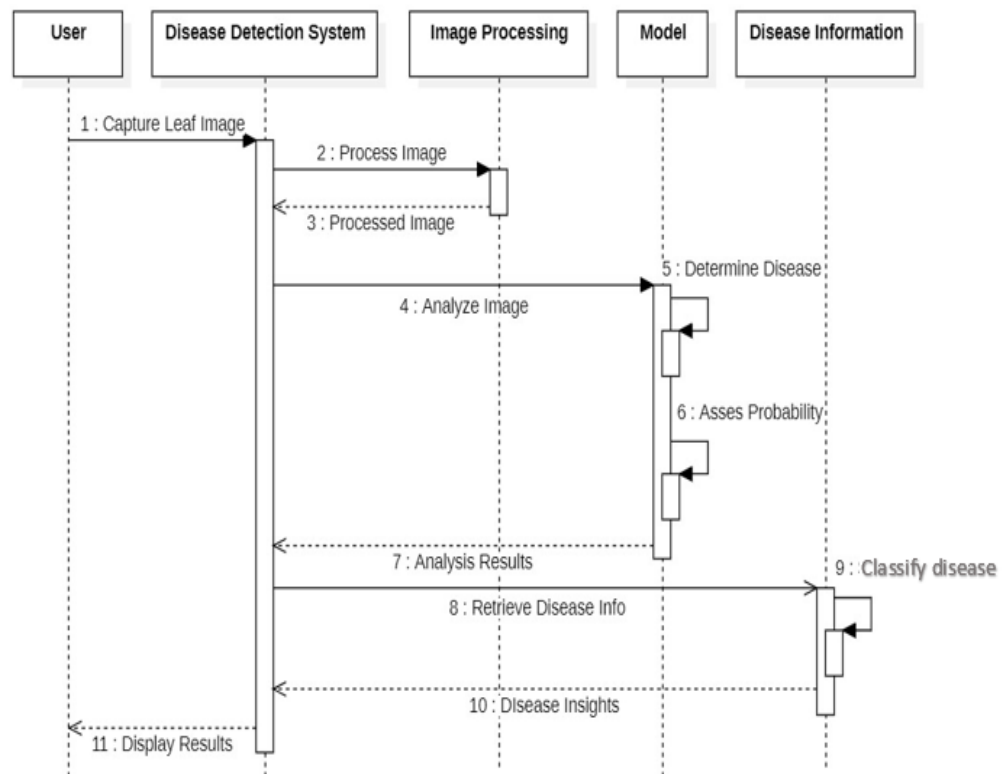 User
Disease Detection System
Image Processing
Model
Disease Information
1 : Capture Leaf Image
2 : Process Image
3 : Processed Image
5 : Determine Disease
4 : Analyze Image
6 : Asses Probability
7 : Analysis Results
9 : Classify disease
8 : Retrieve Disease Info
10 : DIsease Insights
11 : Display Results